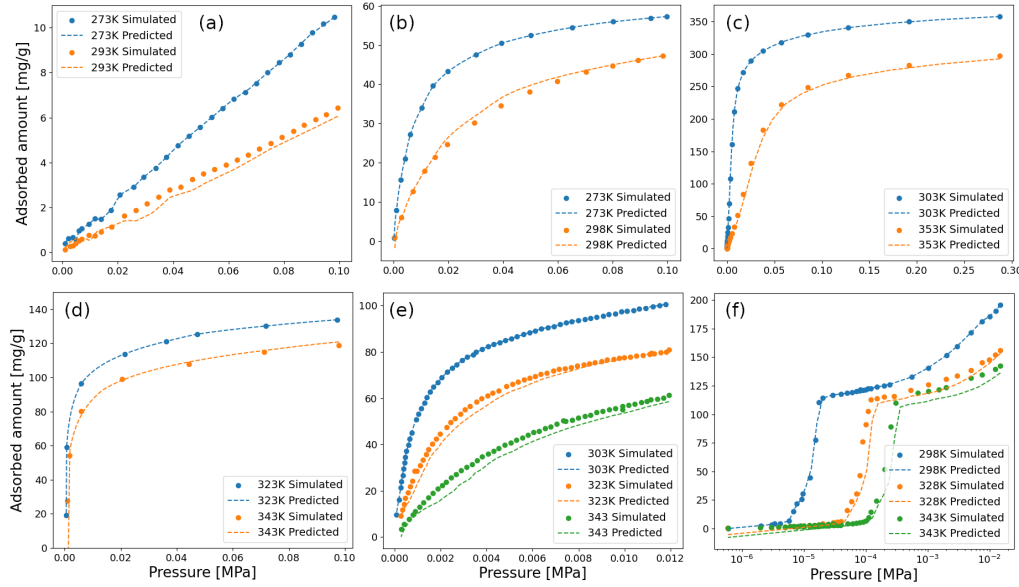 (a)
273K Simulated
273K Predicted
293K Simulated
293K Predicted
Adsorbed amount [mg/g]
10
8
6
4
2
0
0.00 0.02 0.04 0.06 0.08 0.10
(b)
60
50
40
30
20
10
0
273K Simulated
273K Predicted
298K Simulated
298K Predicted
0.00 0.02 0.04 0.06 0.08 0.10
(c)
350
300
250
200
150
100
50
0
303K Simulated
303K Predicted
353K Simulated
353K Predicted
0.00 0.05 0.10 0.15 0.20 0.25 0.30
(d)
Adsorbed amount [mg/g]
140
120
100
80
60
40
20
0
323K Simulated
323K Predicted
343K Simulated
343K Predicted
0.00 0.02 0.04 0.06 0.08 0.10
Pressure [MPa]
(e)
100
80
60
40
20
0
303K Simulated
303K Predicted
323K Simulated
323K Predicted
343 Simulated
343 Predicted
0.000 0.002 0.004 0.006 0.008 0.010 0.012
Pressure [MPa]
(f)
200
175
150
125
100
75
50
25
0
298K Simulated
298K Predicted
328K Simulated
328K Predicted
343K Simulated
343K Predicted
10⁻⁶ 10⁻⁵ 10⁻⁴ 10⁻³ 10⁻²
Pressure [MPa]